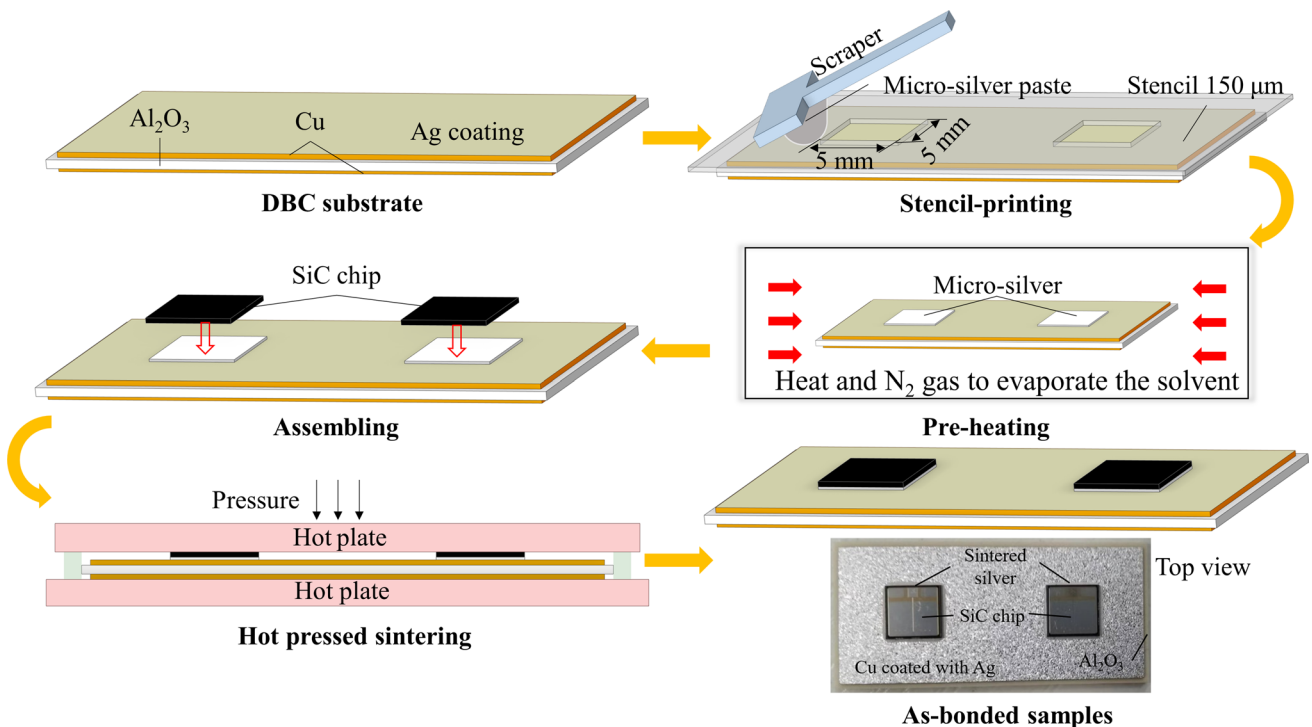 Al₂O₃
Cu
Ag coating
DBC substrate
Scraper
Micro-silver paste
Stencil 150 μm
5 mm
5 mm
Stencil-printing
SiC chip
Assembling
Micro-silver
Heat and N₂ gas to evaporate the solvent
Pre-heating
Pressure
Hot plate
Hot plate
Hot pressed sintering
Sintered
silver
SiC chip
Cu coated with Ag
Al₂O₃
Top view
As-bonded samples